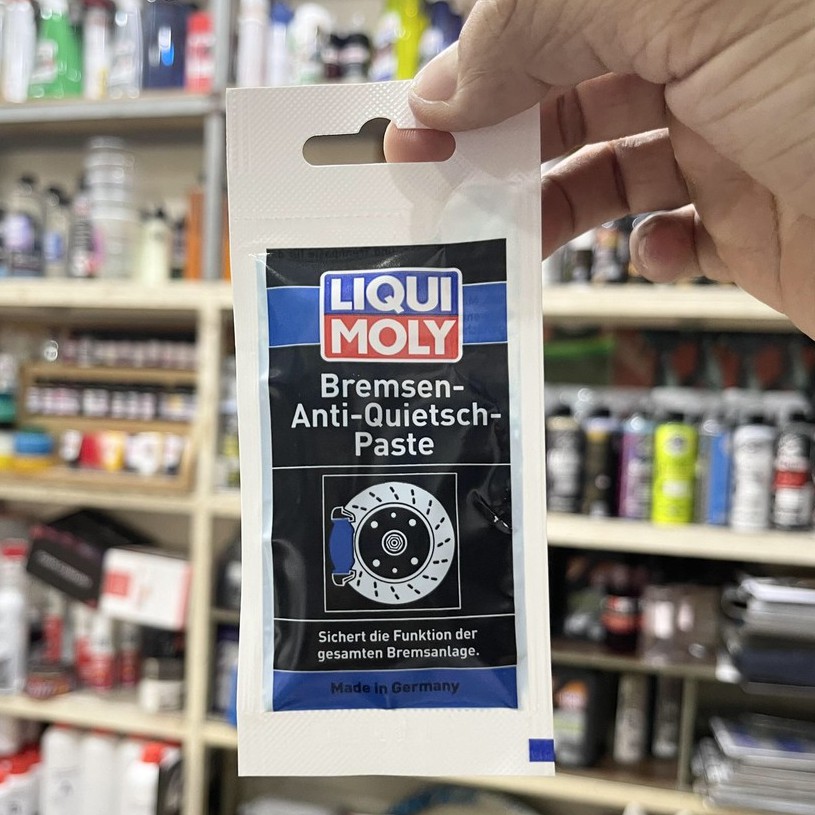 LIQUI
MOLY
Bremsen-
Anti-Quietsch-
Paste
Sichert die Funktion der
gesamten Bremsanlage.
Made in Germany